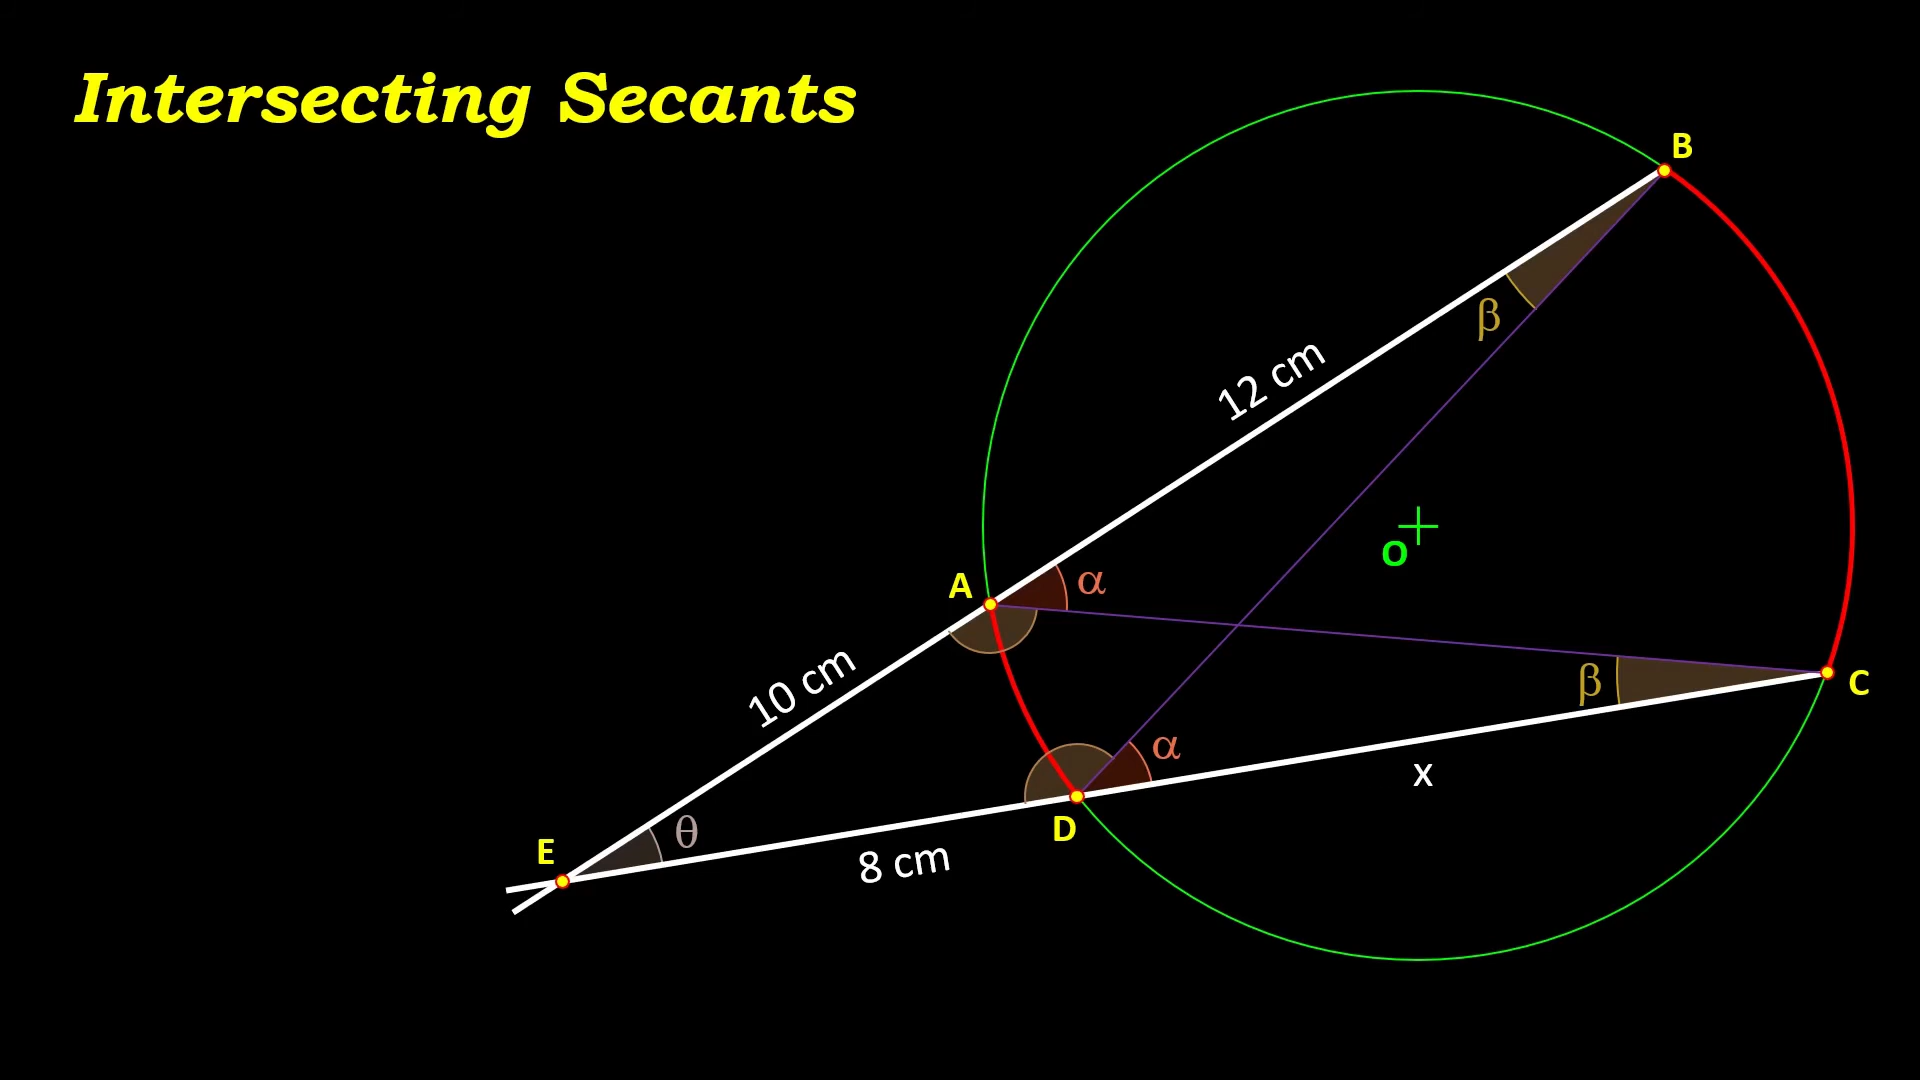 Intersecting Secants
B
β
12 cm
O
A
α
10 cm
β
C
α
x
D
θ
E
8 cm